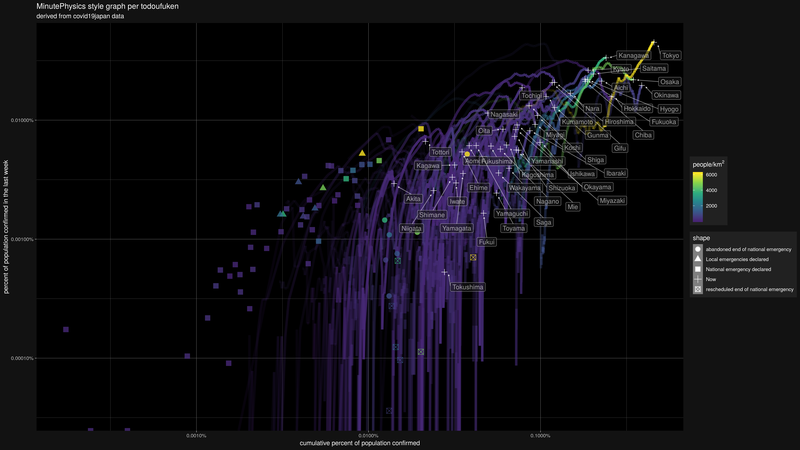 MinutePhysics style graph per todoufuken
derived from covid19japan data
percent of population confirmed in the last week
0.01000%
0.00100%
0.00010%
0.0010%
0.0100%
0.1000%
cumulative percent of population confirmed
Kanagawa
Tokyo
Kyoto
Saitama
Osaka
Aichi
Okinawa
Tochigi
Nara
Hokkaido
Hyogo
Nagasaki
Kumamoto
Hiroshima
Fukuoka
Oita
Miyagi
Gunma
Chiba
Tottori
Kochi
Gifu
Kagawa
Fukushima
Yamanashi
Shiga
Kagoshima
Ishikawa
Ibaraki
Ehime
Wakayama
Shizuoka
Okayama
Akita
Iwate
Nagano
Miyazaki
Shimane
Yamaguchi
Mie
Niigata
Yamagata
Toyama
Saga
Fukui
Tokushima
people/km²
6000
4000
2000
shape
abandoned end of national emergency
Local emergencies declared
National emergency declared
Now
rescheduled end of national emergency